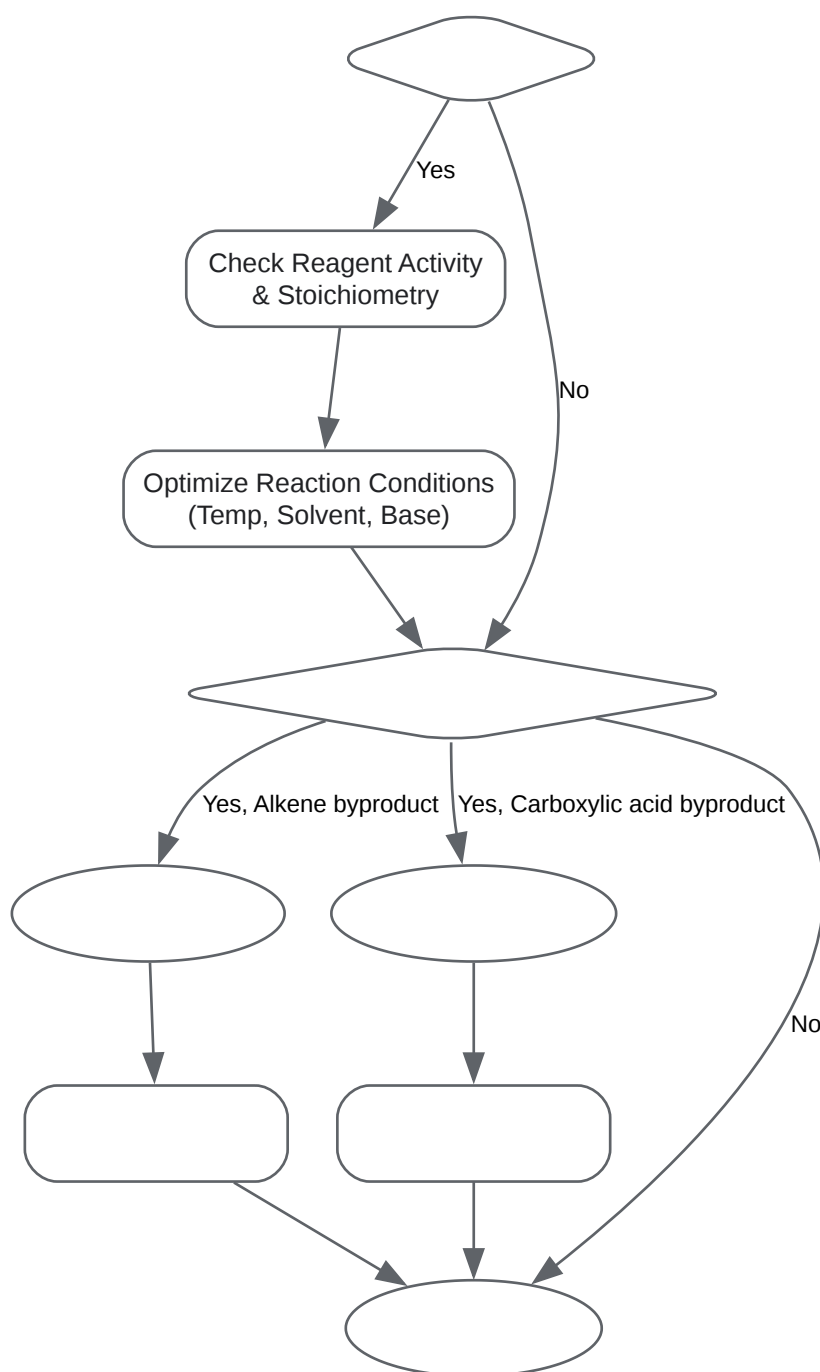 Yes
Check Reagent Activity
& Stoichiometry
No
Optimize Reaction Conditions
(Temp, Solvent, Base)
Yes, Alkene byproduct
Yes, Carboxylic acid byproduct
No